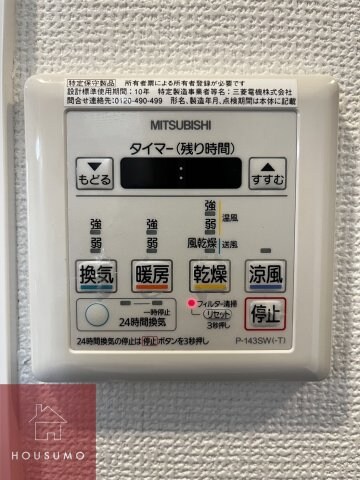 特定保守製品 所有者票による所有者登録が必要です
設計標準使用期間：10年 特定製造事業者等名：三菱電機株式会社
問合せ連絡先：0120-490-499 形名、製造年月、点検期間は本体に記載
MITSUBISHI
タイマー(残り時間)
▼ もどる : ▲ すすむ
強 強 強 温風
弱 弱 弱
風乾燥 送風
換気 暖房 乾燥 涼風
一時停止 フィルター清掃
24時間換気 リセット 停止
3秒押し
24時間換気の停止は停止ボタンを3秒押し P-143SW(-T)
HOUSUMO